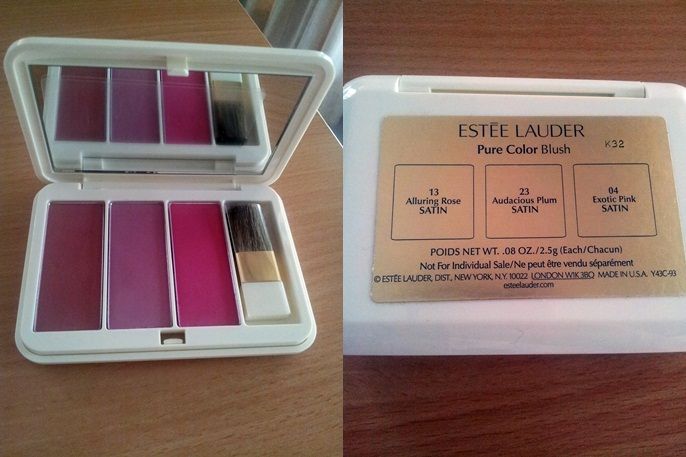 ESTĒE LAUDER
Pure Color Blush K32
13
Alluring Rose
SATIN
23
Audacious Plum
SATIN
04
Exotic Pink
SATIN
POIDS NET WT. .08 OZ./2.5g (Each/Chacun)
Not For Individual Sale/Ne peut être vendu séparément
© ESTĒE LAUDER, DIST., NEW YORK, N.Y. 10022 LONDON W1K 3BQ MADE IN U.S.A. Y43C-93
esteelauder.com